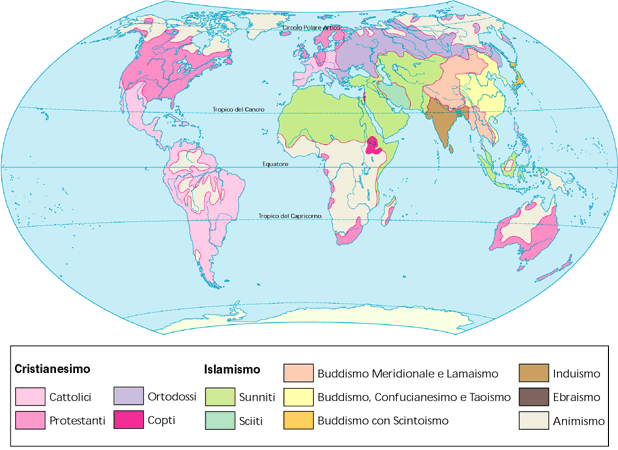 Circolo Polare Artico
Tropico del Cancro
Equatore
Tropico del Capricorno
Cristianesimo
Islamismo
Buddismo Meridionale e Lamaismo
Induismo
Cattolici
Ortodossi
Sunniti
Buddismo, Confucianesimo e Taoismo
Ebraismo
Protestanti
Copti
Sciiti
Buddismo con Scintoismo
Animismo